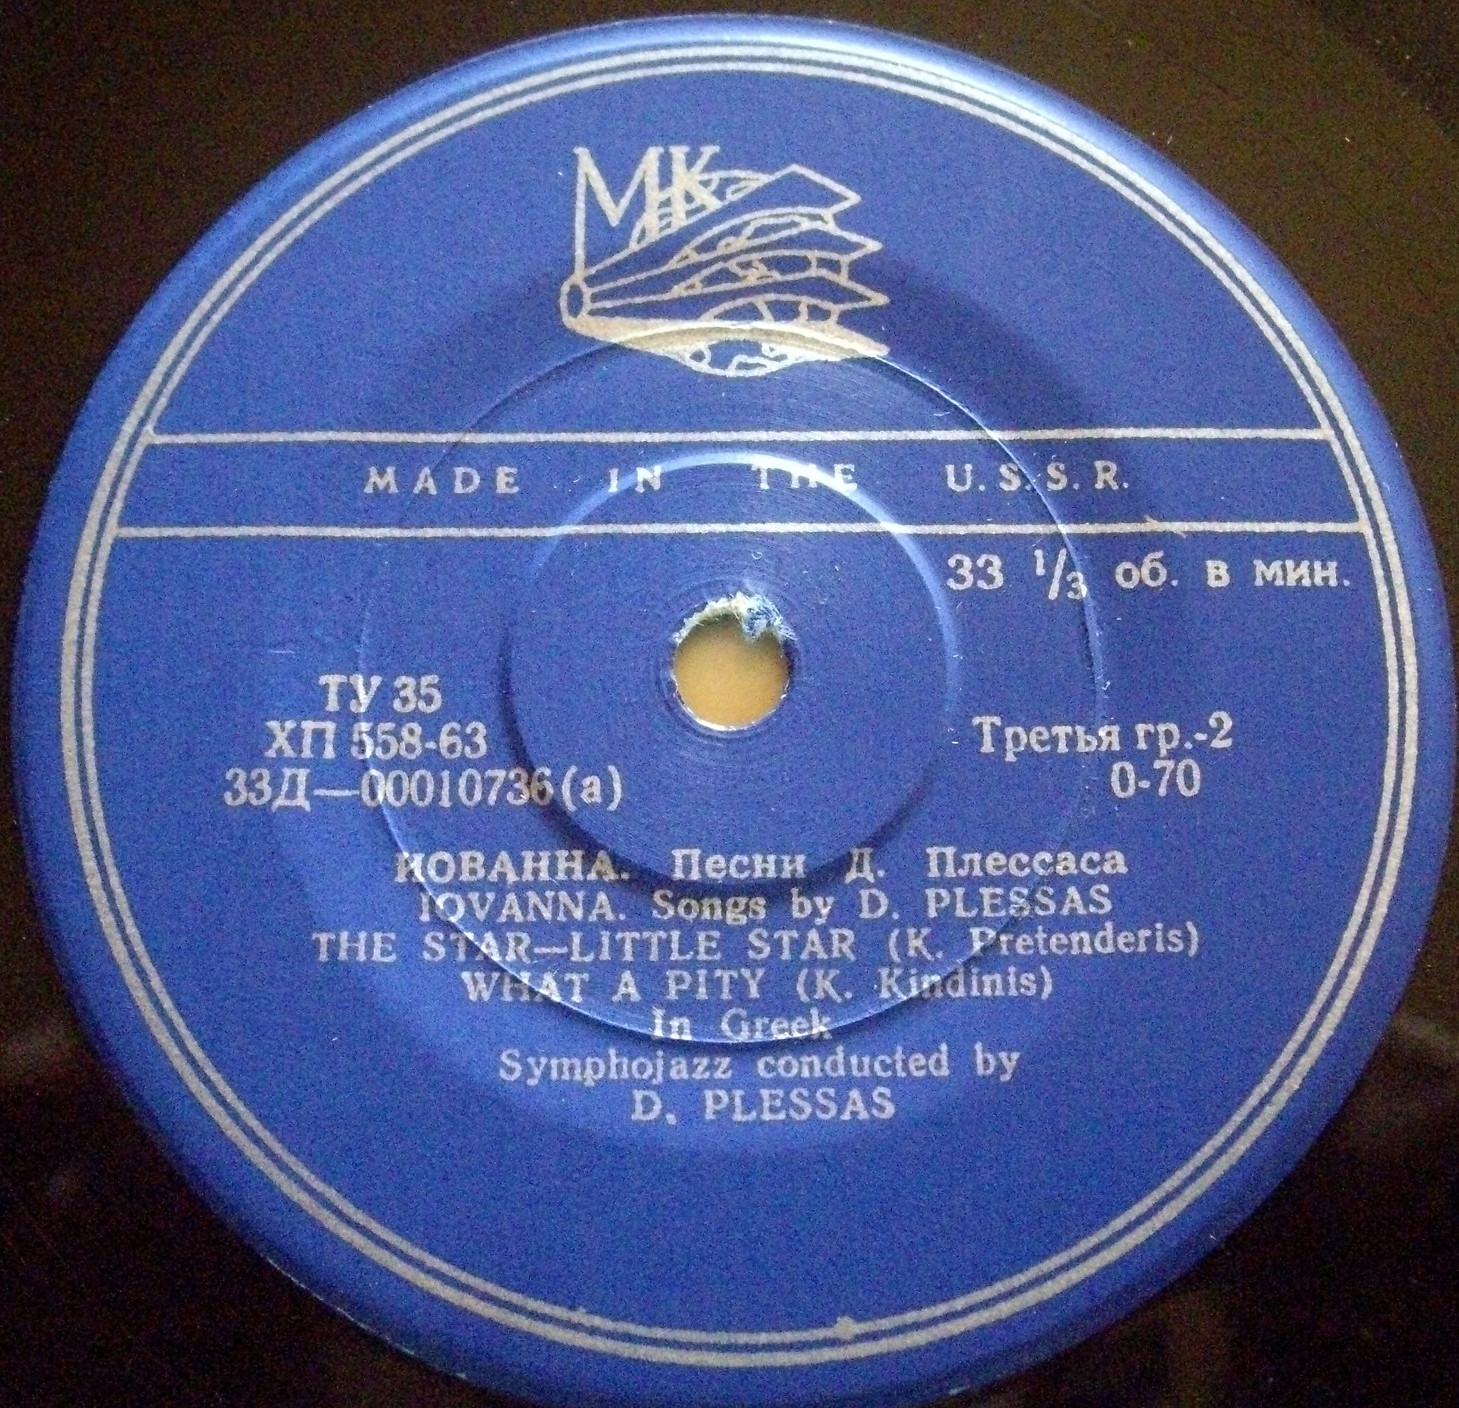 МК
MADE IN THE U.S.S.R.
33 1/3 об. в мин.
ТУ 35
ХП 558-63
33Д—00010736(a)
Третья гр.-2
0-70
ИОВАННА. Песни Д. Плессаса
IOVANNA. Songs by D. PLESSAS
THE STAR—LITTLE STAR (K. Pretenderis)
WHAT A PITY (K. Kindinis)
In Greek
Symphojazz conducted by
D. PLESSAS